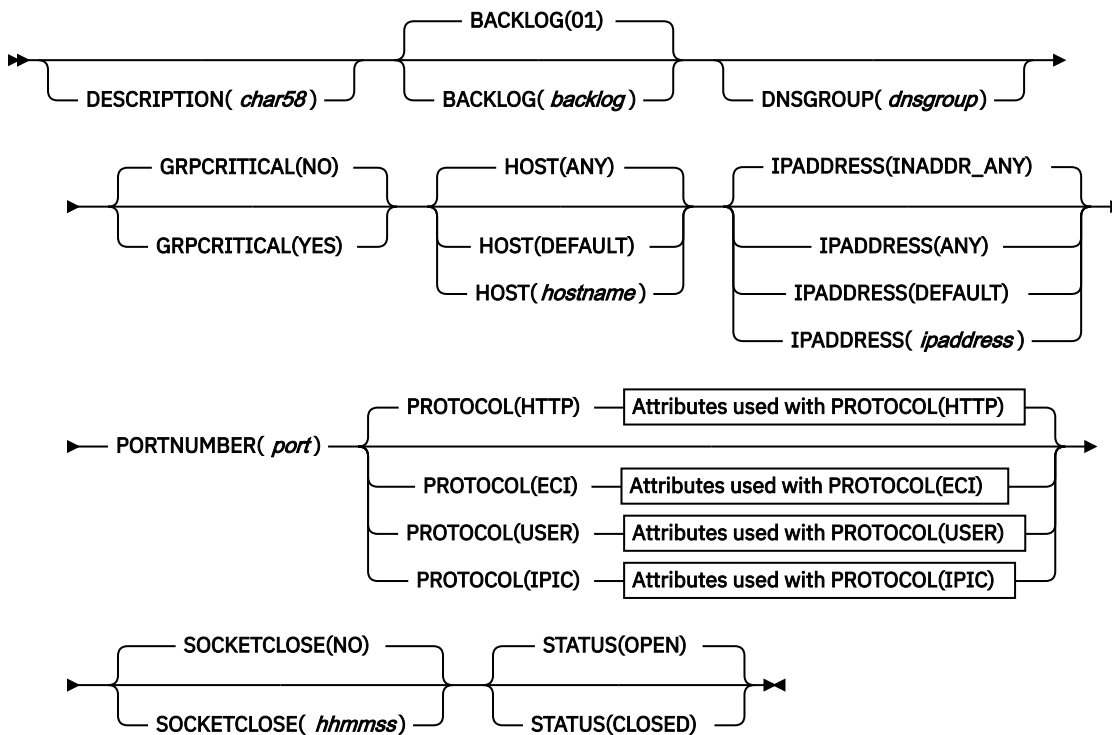 BACKLOG(01)
DESCRIPTION( char58 )
BACKLOG( backlog )
DNSGROUP( dnsgroup )
GRPCRITICAL(NO)
GRPCRITICAL(YES)
HOST(ANY)
HOST(DEFAULT)
HOST( hostname )
IPADDRESS(INADDR_ANY)
IPADDRESS(ANY)
IPADDRESS(DEFAULT)
IPADDRESS( ipaddress )
PORTNUMBER( port )
PROTOCOL(HTTP) Attributes used with PROTOCOL(HTTP)
PROTOCOL(ECI) Attributes used with PROTOCOL(ECI)
PROTOCOL(USER) Attributes used with PROTOCOL(USER)
PROTOCOL(IPIC) Attributes used with PROTOCOL(IPIC)
SOCKETCLOSE(NO)
SOCKETCLOSE( hhmmss )
STATUS(OPEN)
STATUS(CLOSED)